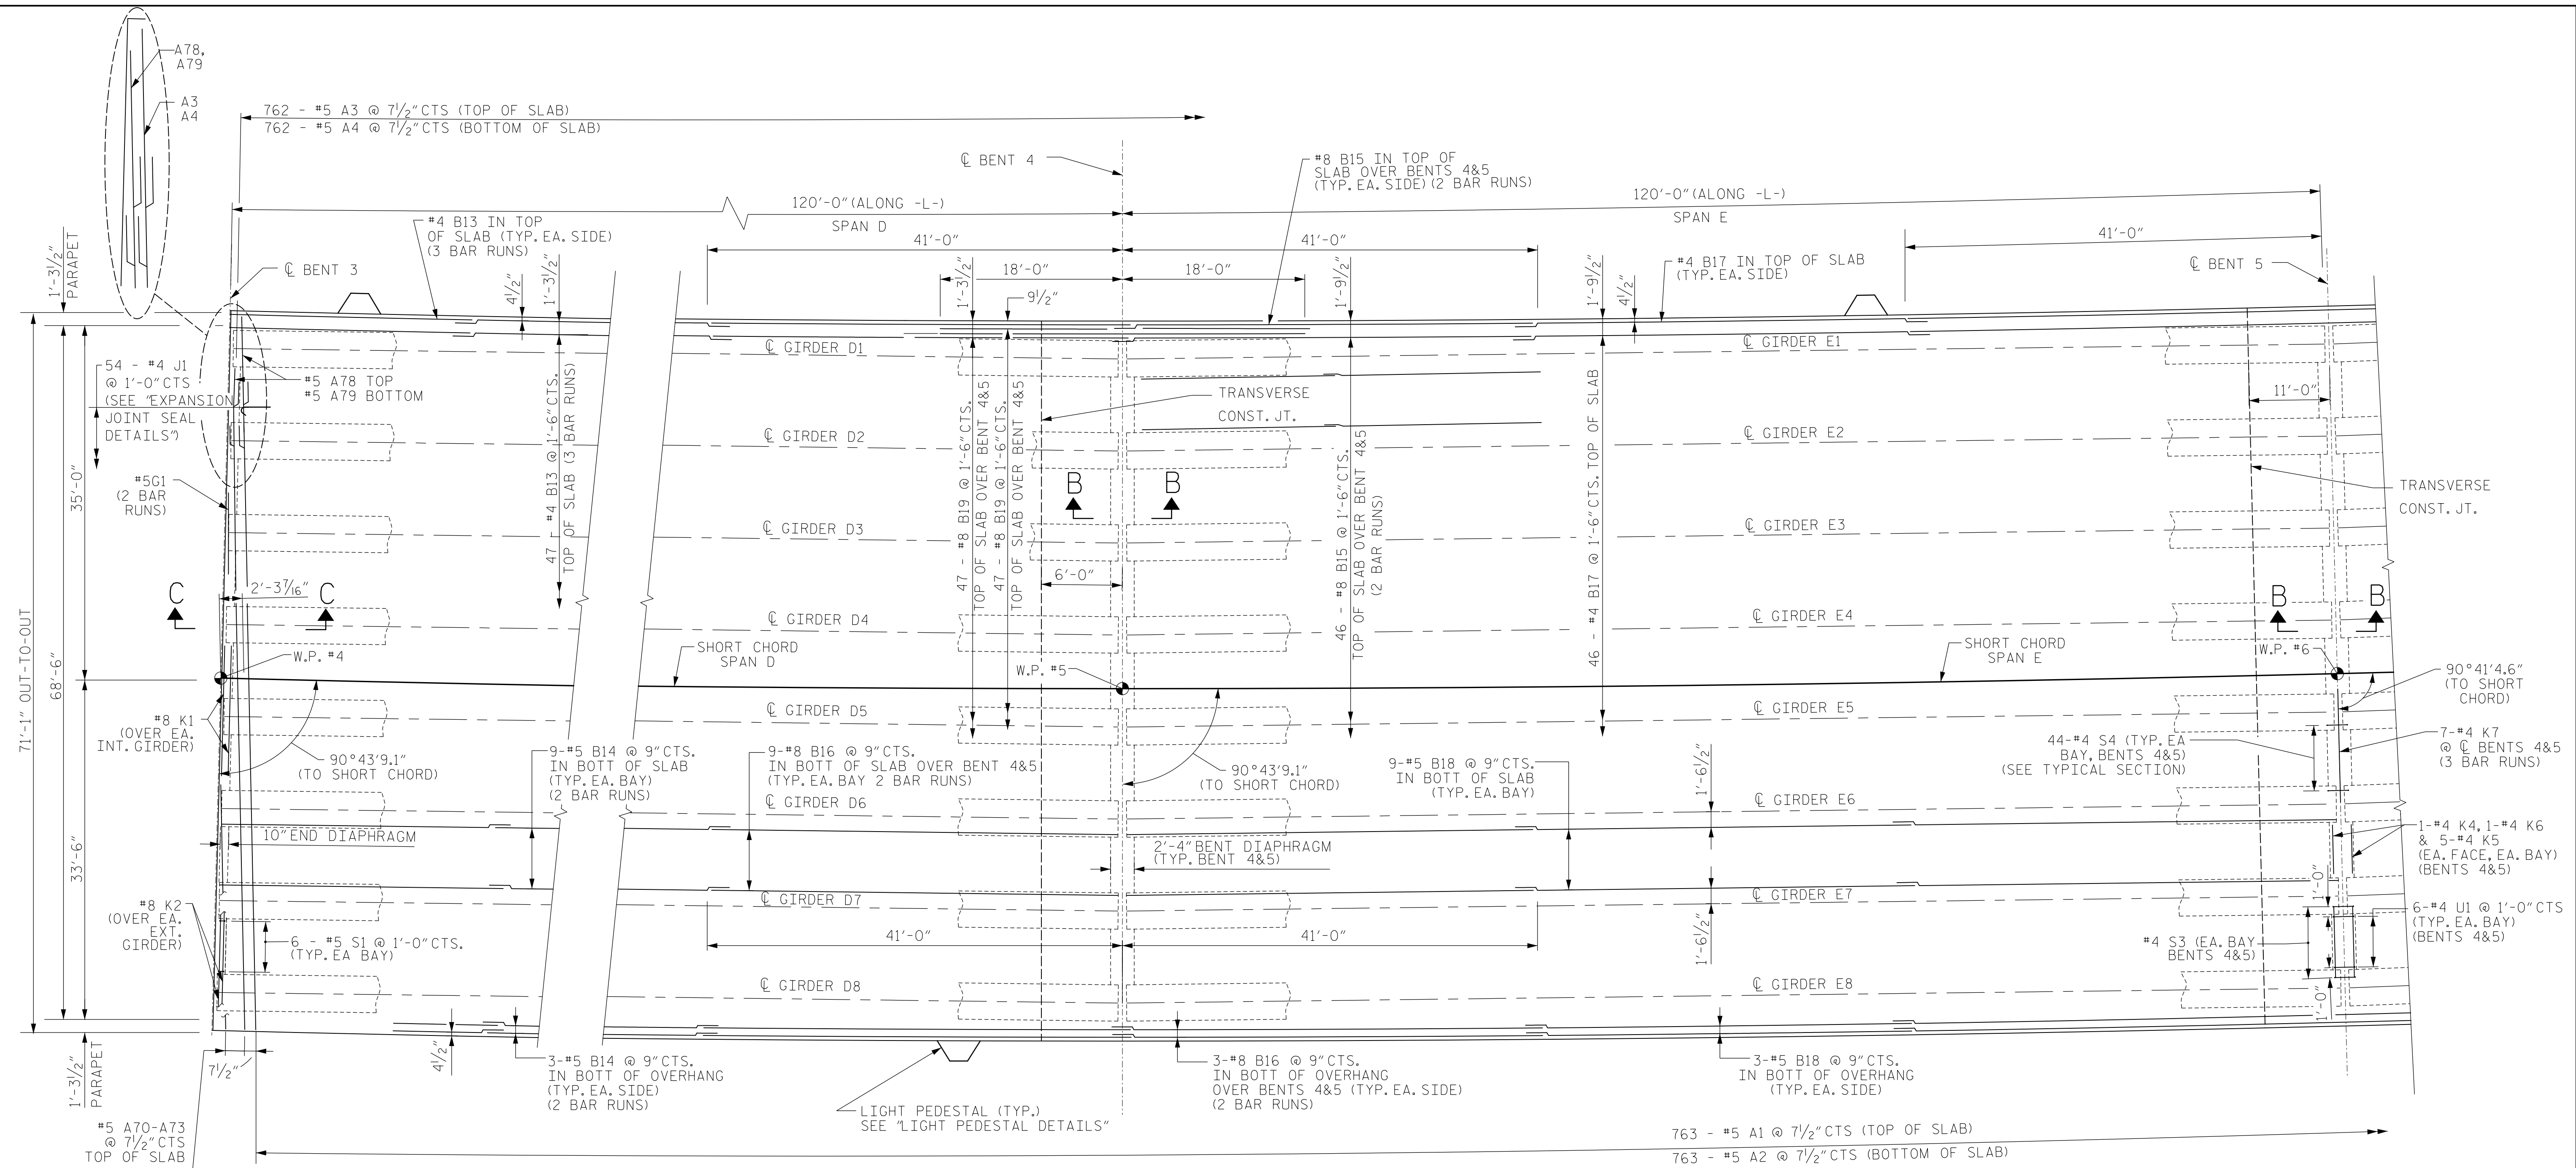 A78,
A79
A3
A4
762 - #5 A3 @ 7½" CTS (TOP OF SLAB)
762 - #5 A4 @ 7½" CTS (BOTTOM OF SLAB)
℄ BENT 4
#8 B15 IN TOP OF
SLAB OVER BENTS 4&5
(TYP. EA. SIDE) (2 BAR RUNS)
120'-0" (ALONG -L-)
SPAN D
120'-0" (ALONG -L-)
SPAN E
#4 B13 IN TOP
OF SLAB (TYP. EA. SIDE)
(3 BAR RUNS)
41'-0"
41'-0"
41'-0"
1'-3½"
PARAPET
℄ BENT 3
4½"
1'-3½"
18'-0"
18'-0"
1'-3½"
9½"
1'-9½"
1'-9½"
4½"
#4 B17 IN TOP OF SLAB
(TYP. EA. SIDE)
℄ BENT 5
℄ GIRDER D1
℄ GIRDER E1
54 - #4 J1
@ 1'-0" CTS
(SEE "EXPANSION
JOINT SEAL
DETAILS")
#5 A78 TOP
#5 A79 BOTTOM
47 - #4 B13 @ 1'-6" CTS.
TOP OF SLAB (3 BAR RUNS)
47 - #8 B19 @ 1'-6" CTS.
TOP OF SLAB OVER BENT 4&5
47 - #8 B19 @ 1'-6" CTS.
TOP OF SLAB OVER BENT 4&5
TRANSVERSE
CONST. JT.
46 - #8 B15 @ 1'-6" CTS.
TOP OF SLAB OVER BENT 4&5
(2 BAR RUNS)
46 - #4 B17 @ 1'-6" CTS. TOP OF SLAB
11'-0"
℄ GIRDER D2
℄ GIRDER E2
35'-0"
#5G1
(2 BAR
RUNS)
B
B
TRANSVERSE
CONST. JT.
℄ GIRDER D3
℄ GIRDER E3
71'-1" OUT-TO-OUT
68'-6"
C
2'-3⁷⁄₁₆"
C
6'-0"
B
B
℄ GIRDER D4
℄ GIRDER E4
W.P. #4
SHORT CHORD
SPAN D
W.P. #5
SHORT CHORD
SPAN E
W.P. #6
90°41'4.6"
(TO SHORT
CHORD)
#8 K1
(OVER EA.
INT. GIRDER)
℄ GIRDER D5
℄ GIRDER E5
90°43'9.1"
(TO SHORT CHORD)
9-#5 B14 @ 9" CTS.
IN BOTT OF SLAB
(TYP. EA. BAY)
(2 BAR RUNS)
9-#8 B16 @ 9" CTS.
IN BOTT OF SLAB OVER BENT 4&5
(TYP. EA. BAY 2 BAR RUNS)
90°43'9.1"
(TO SHORT CHORD)
9-#5 B18 @ 9" CTS.
IN BOTT OF SLAB
(TYP. EA. BAY)
1'-6½"
44-#4 S4 (TYP. EA
BAY, BENTS 4&5)
(SEE TYPICAL SECTION)
7-#4 K7
@ ℄ BENTS 4&5
(3 BAR RUNS)
℄ GIRDER D6
℄ GIRDER E6
33'-6"
10" END DIAPHRAGM
2'-4" BENT DIAPHRAGM
(TYP. BENT 4&5)
1-#4 K4, 1-#4 K6
& 5-#4 K5
(EA. FACE, EA. BAY)
(BENTS 4&5)
℄ GIRDER D7
℄ GIRDER E7
#8 K2
(OVER EA.
EXT.
GIRDER)
6 - #5 S1 @ 1'-0" CTS.
(TYP. EA BAY)
41'-0"
41'-0"
1'-6½"
1'-0"
#4 S3 (EA. BAY
BENTS 4&5)
6-#4 U1 @ 1'-0" CTS
(TYP. EA. BAY)
(BENTS 4&5)
1'-0"
℄ GIRDER D8
℄ GIRDER E8
1'-3½"
PARAPET
7½"
4½"
3-#5 B14 @ 9" CTS.
IN BOTT OF OVERHANG
(TYP. EA. SIDE)
(2 BAR RUNS)
LIGHT PEDESTAL (TYP.)
SEE "LIGHT PEDESTAL DETAILS"
3-#8 B16 @ 9" CTS.
IN BOTT OF OVERHANG
OVER BENTS 4&5 (TYP. EA. SIDE)
(2 BAR RUNS)
3-#5 B18 @ 9" CTS.
IN BOTT OF OVERHANG
(TYP. EA. SIDE)
#5 A70-A73
@ 7½" CTS
TOP OF SLAB
763 - #5 A1 @ 7½" CTS (TOP OF SLAB)
763 - #5 A2 @ 7½" CTS (BOTTOM OF SLAB)